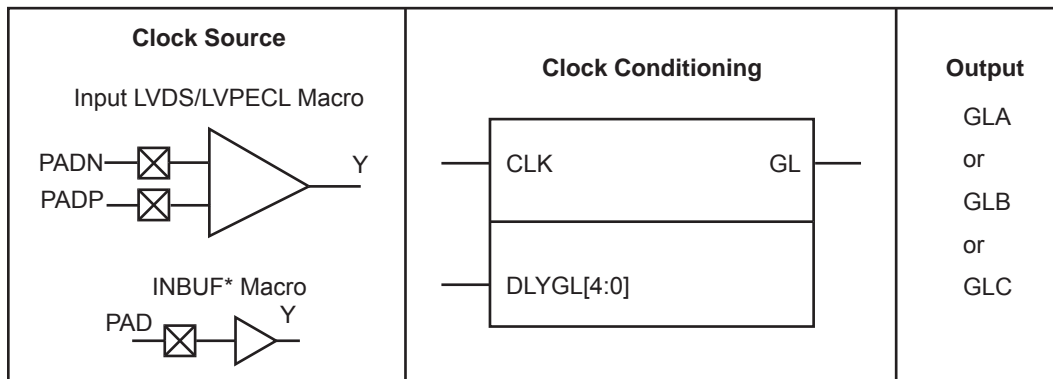 Clock Source
Input LVDS/LVPECL Macro
PADN
PADP
Y
INBUF* Macro
PAD
Y
Clock Conditioning
CLK
GL
DLYGL[4:0]
Output
GLA
or
GLB
or
GLC